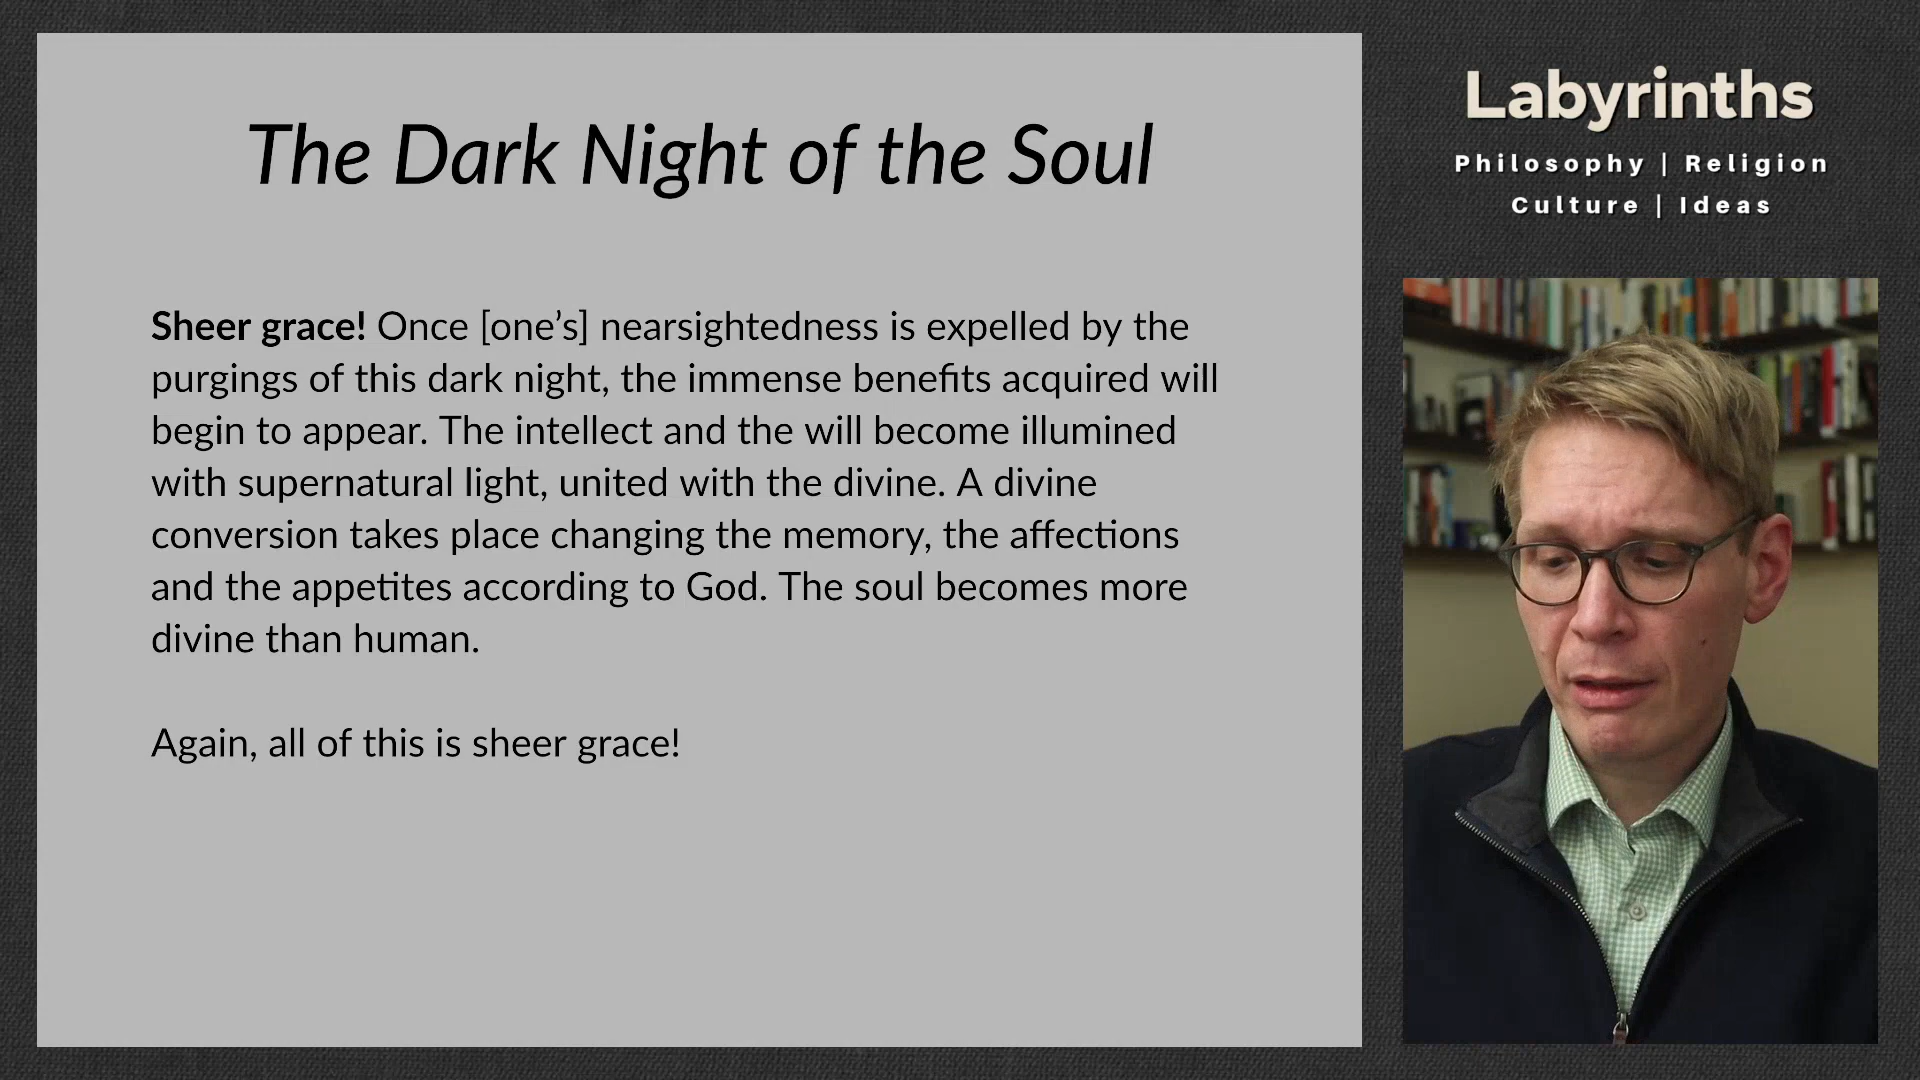 The Dark Night of the Soul
Sheer grace! Once [one’s] nearsightedness is expelled by the
purgings of this dark night, the immense benefits acquired will
begin to appear. The intellect and the will become illumined
with supernatural light, united with the divine. A divine
conversion takes place changing the memory, the affections
and the appetites according to God. The soul becomes more
divine than human.
Again, all of this is sheer grace!
Labyrinths
Philosophy | Religion
Culture | Ideas